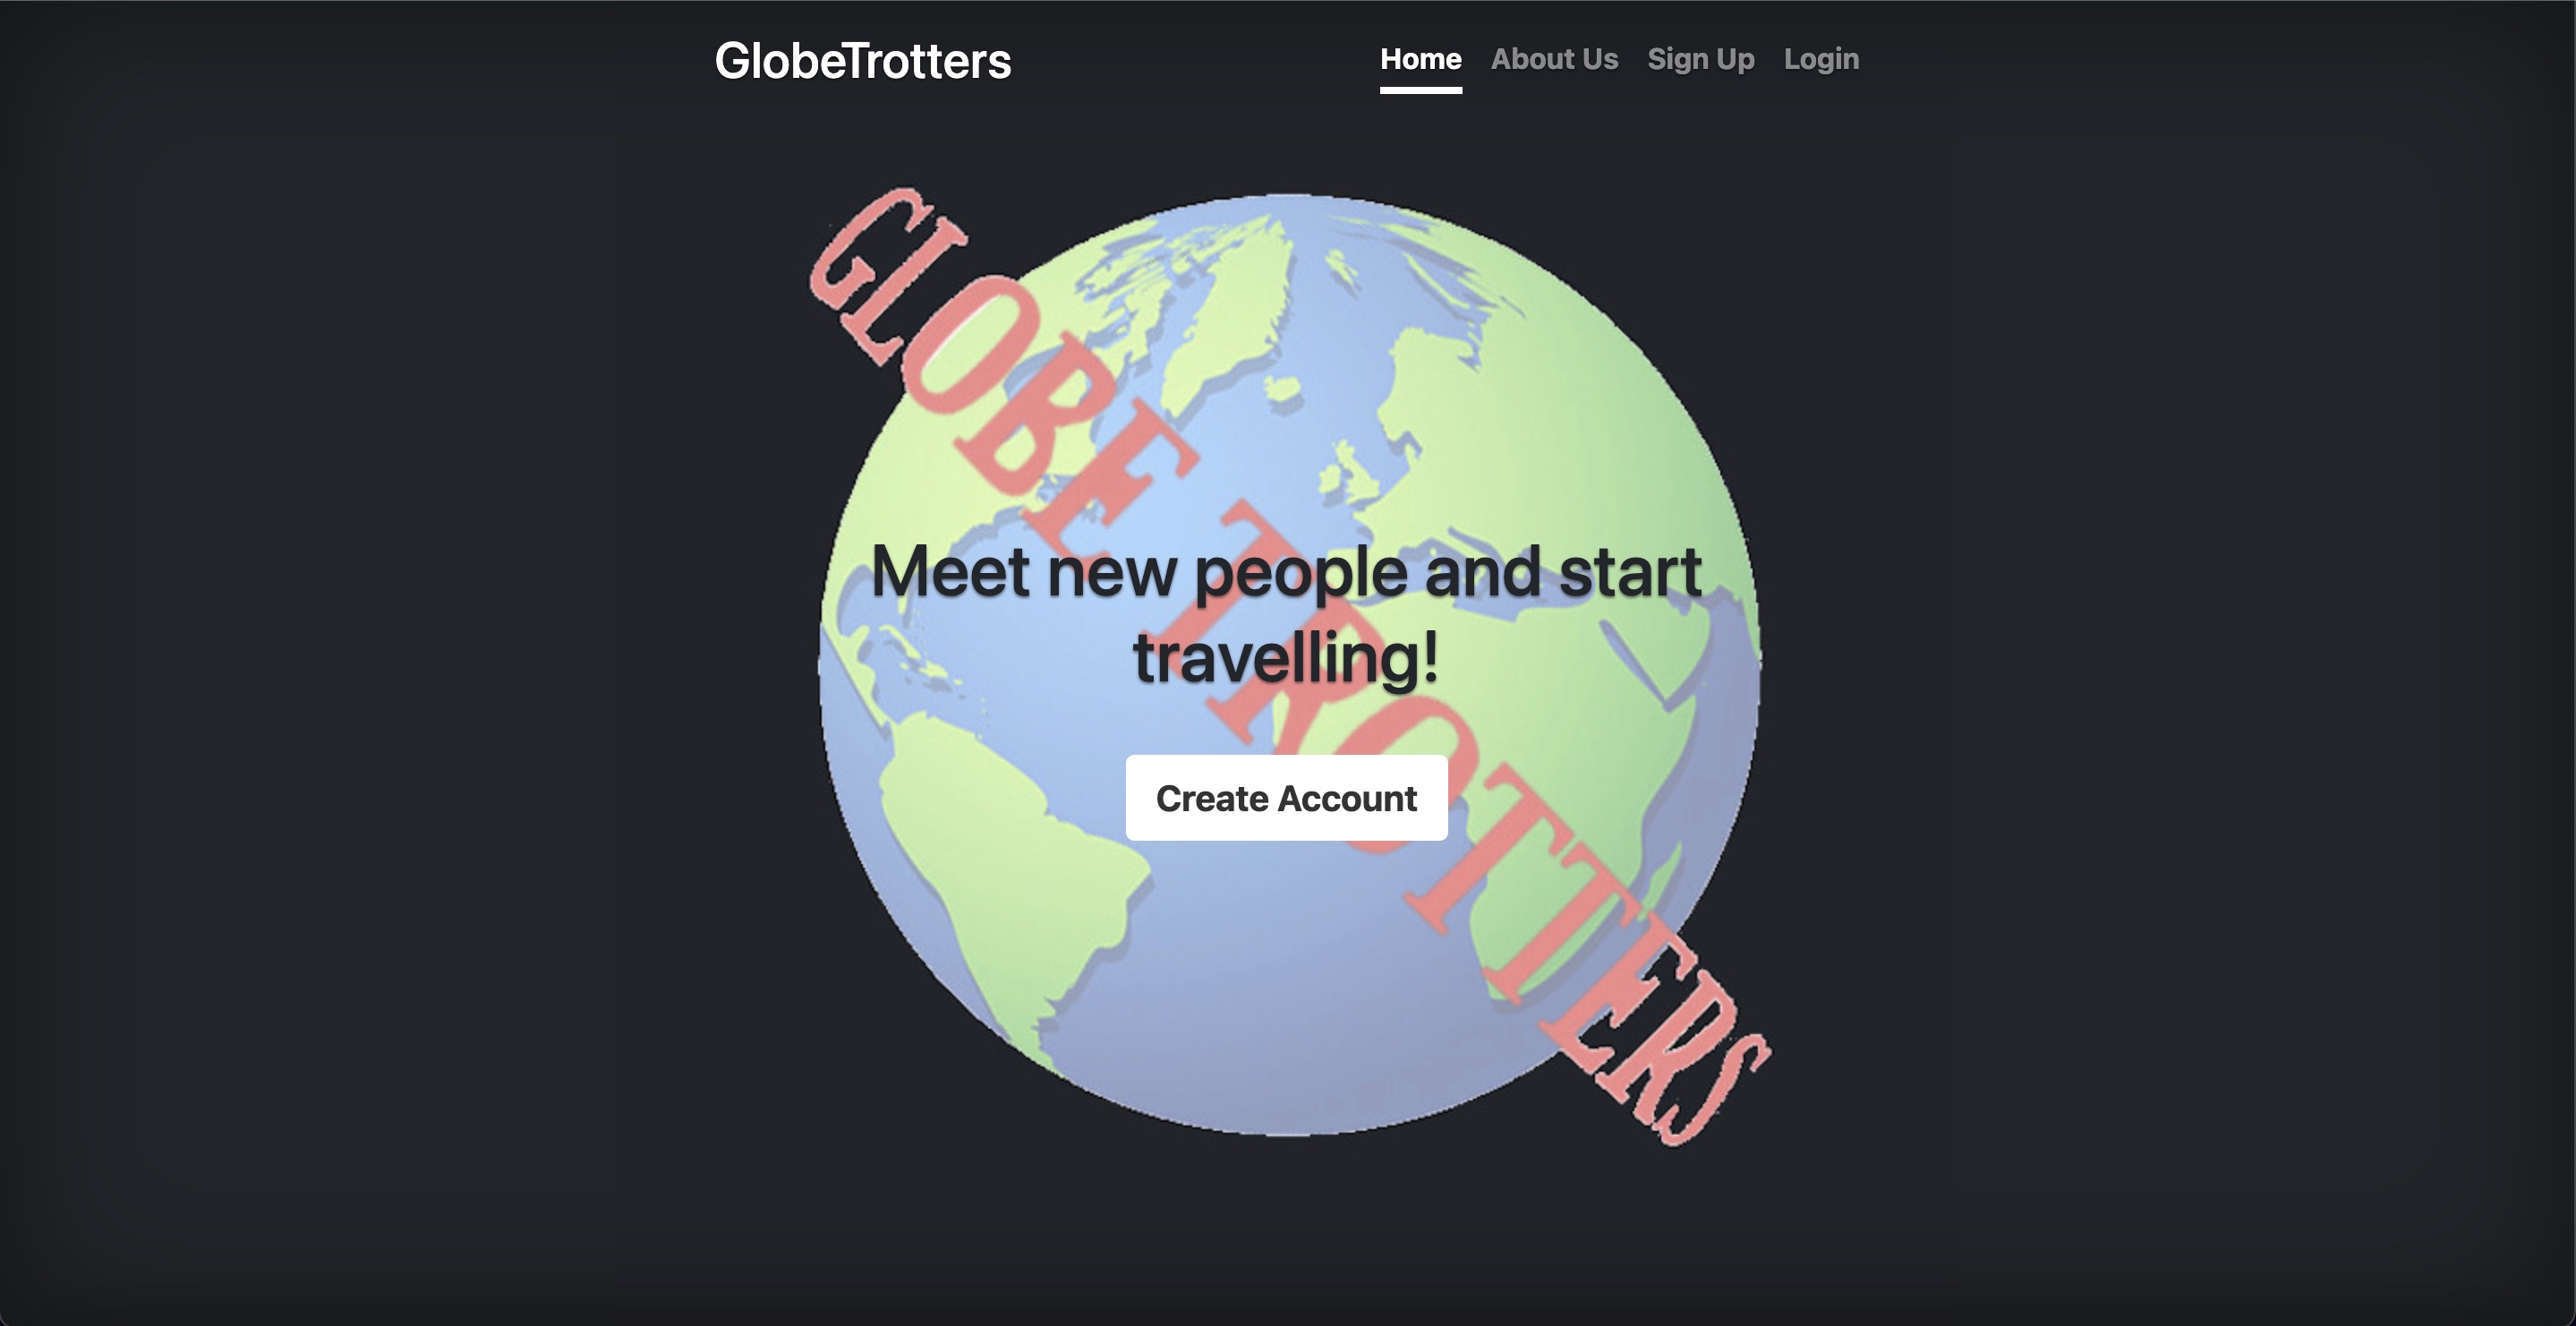 GlobeTrotters
Home About Us Sign Up Login
GLOBE TROTTERS
Meet new people and start
travelling!
Create Account